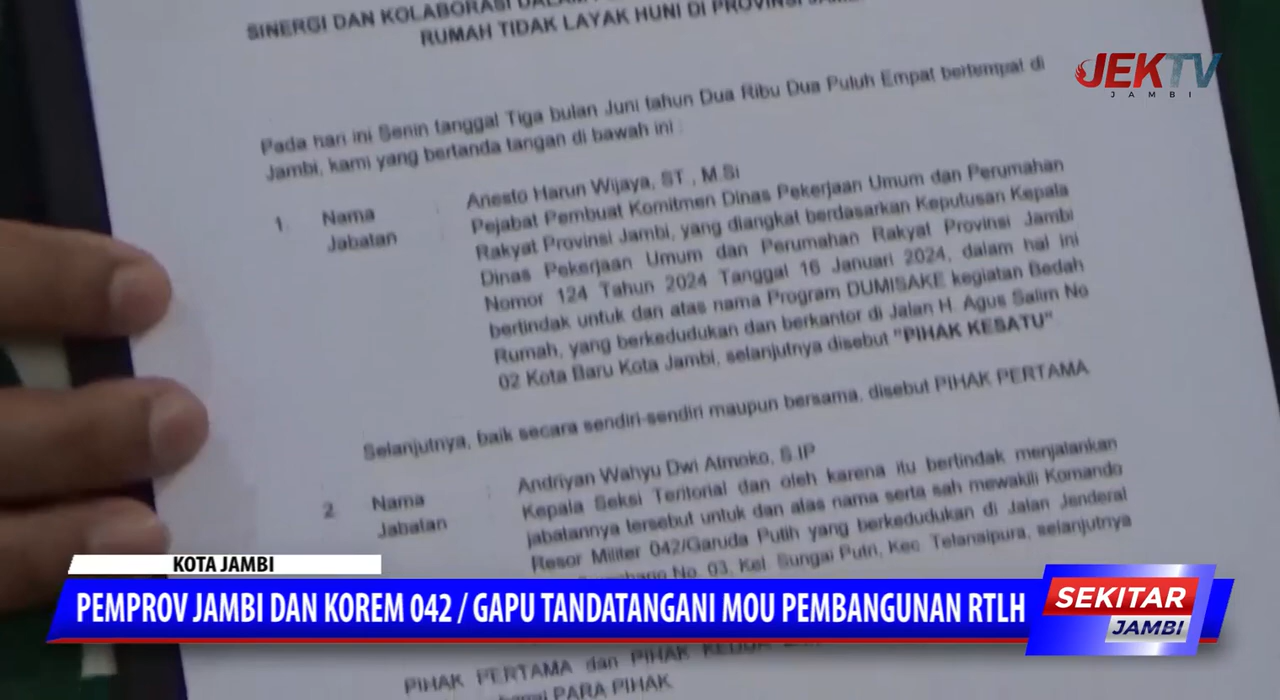 SINERGI DAN KOLABORASI
RUMAH TIDAK LAYAK HUNI DI PROVINSI
JEKTV
JAMBI
Pada hari ini Senin tanggal Tiga bulan Juni tahun Dua Ribu Dua Puluh Empat bertempat di
Jambi, kami yang bertanda tangan di bawah ini :
1. Nama : Anesto Harun Wijaya, ST., M.Si
Jabatan : Pejabat Pembuat Komitmen Dinas Pekerjaan Umum dan Perumahan
Rakyat Provinsi Jambi, yang diangkat berdasarkan Keputusan Kepala
Dinas Pekerjaan Umum dan Perumahan Rakyat Provinsi Jambi
Nomor 124 Tahun 2024 Tanggal 16 Januari 2024, dalam hal ini
bertindak untuk dan atas nama Program DUMISAKE kegiatan Bedah
Rumah, yang berkedudukan dan berkantor di Jalan H. Agus Salim No
02 Kota Baru Kota Jambi, selanjutnya disebut "PIHAK KESATU"
Selanjutnya, baik secara sendiri-sendiri maupun bersama, disebut PIHAK PERTAMA
2. Nama : Andriyan Wahyu Dwi Atmoko, S.IP
Jabatan Kepala Seksi Teritorial dan oleh karena itu bertindak menjalankan
jabatannya tersebut untuk dan atas nama serta sah mewakili Komando
Resor Militer 042/Garuda Putih yang berkedudukan di Jalan Jenderal
No. 03, Kel. Sungai Putri, Kec. Telanaipura, selanjutnya
KOTA JAMBI
PEMPROV JAMBI DAN KOREM 042 / GAPU TANDATANGANI MOU PEMBANGUNAN RTLH
SEKITAR
JAMBI
PIHAK PERTAMA dan PIHAK KEDUA
PARA PIHAK